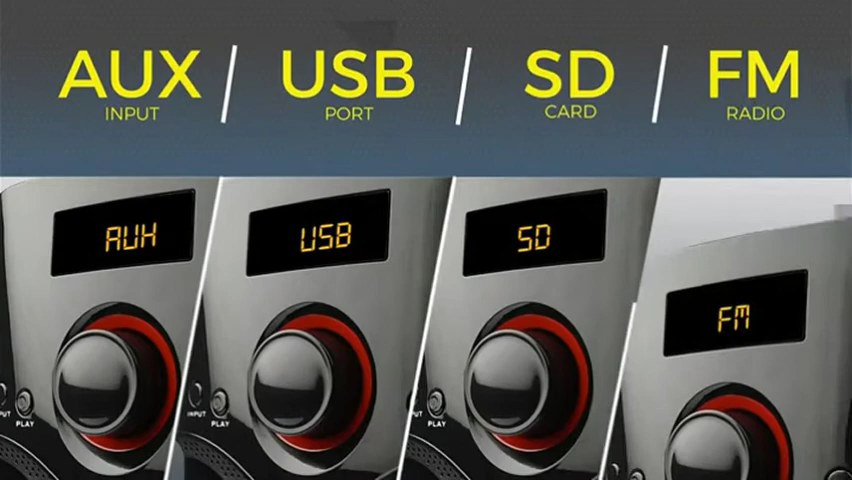 AUX
INPUT
USB
PORT
SD
CARD
FM
RADIO
AUX
USB
SD
FM
PLAY
INPUT
PLAY
PLAY